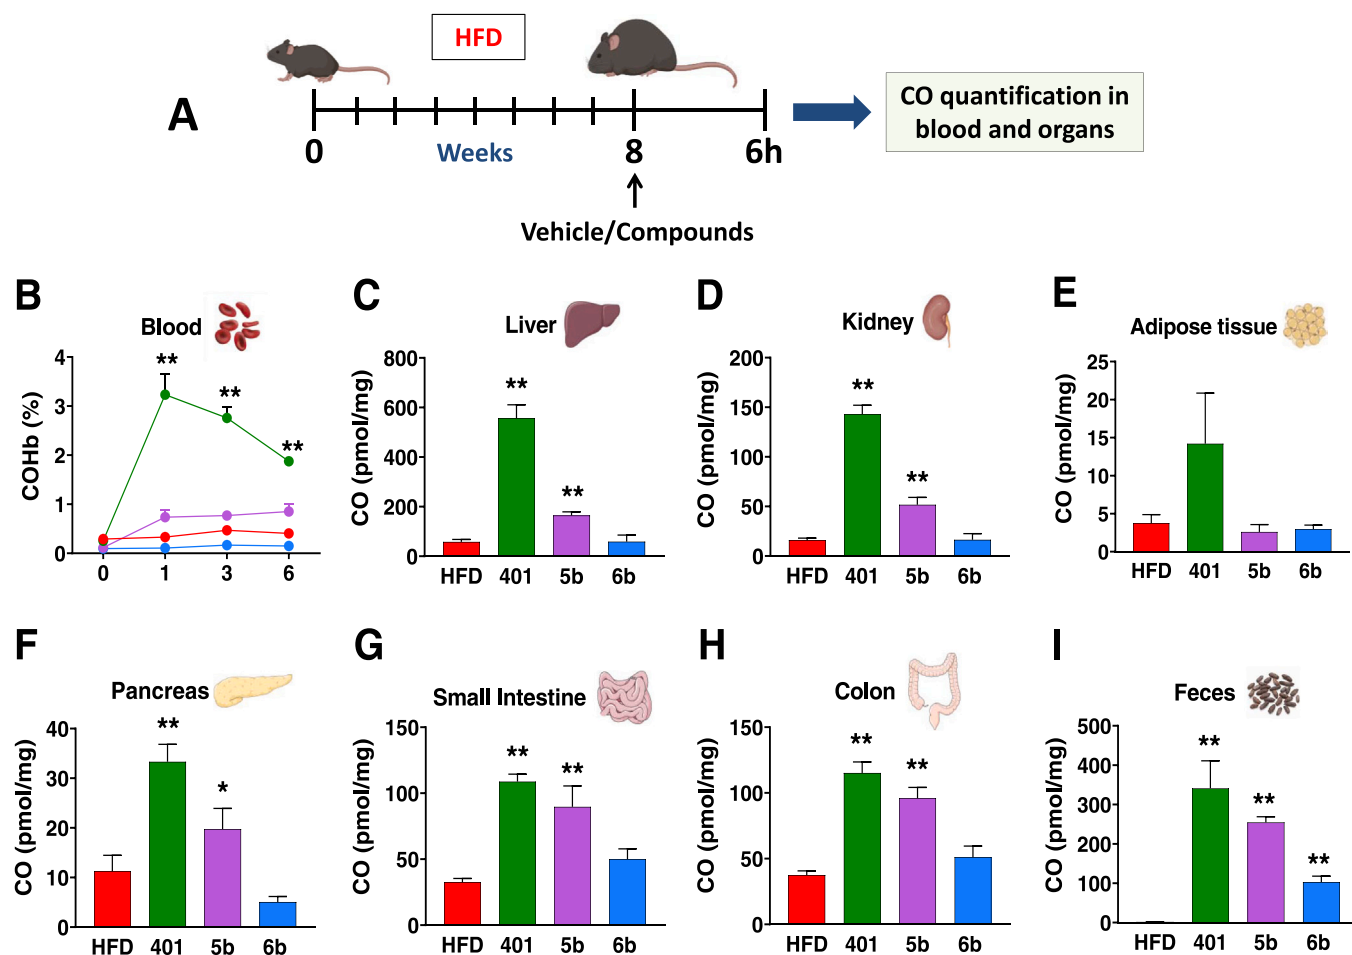 A
HFD
0
Weeks
8
6h
Vehicle/Compounds
CO quantification in
blood and organs
B
Blood
COHb (%)
4
3
2
1
0
0 1 3 6
**
**
**
C
Liver
CO (pmol/mg)
800
600
400
200
0
**
**
HFD 401 5b 6b
D
Kidney
CO (pmol/mg)
200
150
100
50
0
**
**
HFD 401 5b 6b
E
Adipose tissue
CO (pmol/mg)
25
20
15
10
5
0
HFD 401 5b 6b
F
Pancreas
CO (pmol/mg)
40
30
20
10
0
**
*
HFD 401 5b 6b
G
Small Intestine
CO (pmol/mg)
150
100
50
0
**
**
HFD 401 5b 6b
H
Colon
CO (pmol/mg)
150
100
50
0
**
**
HFD 401 5b 6b
I
Feces
CO (pmol/mg)
500
400
300
200
100
0
**
**
**
HFD 401 5b 6b